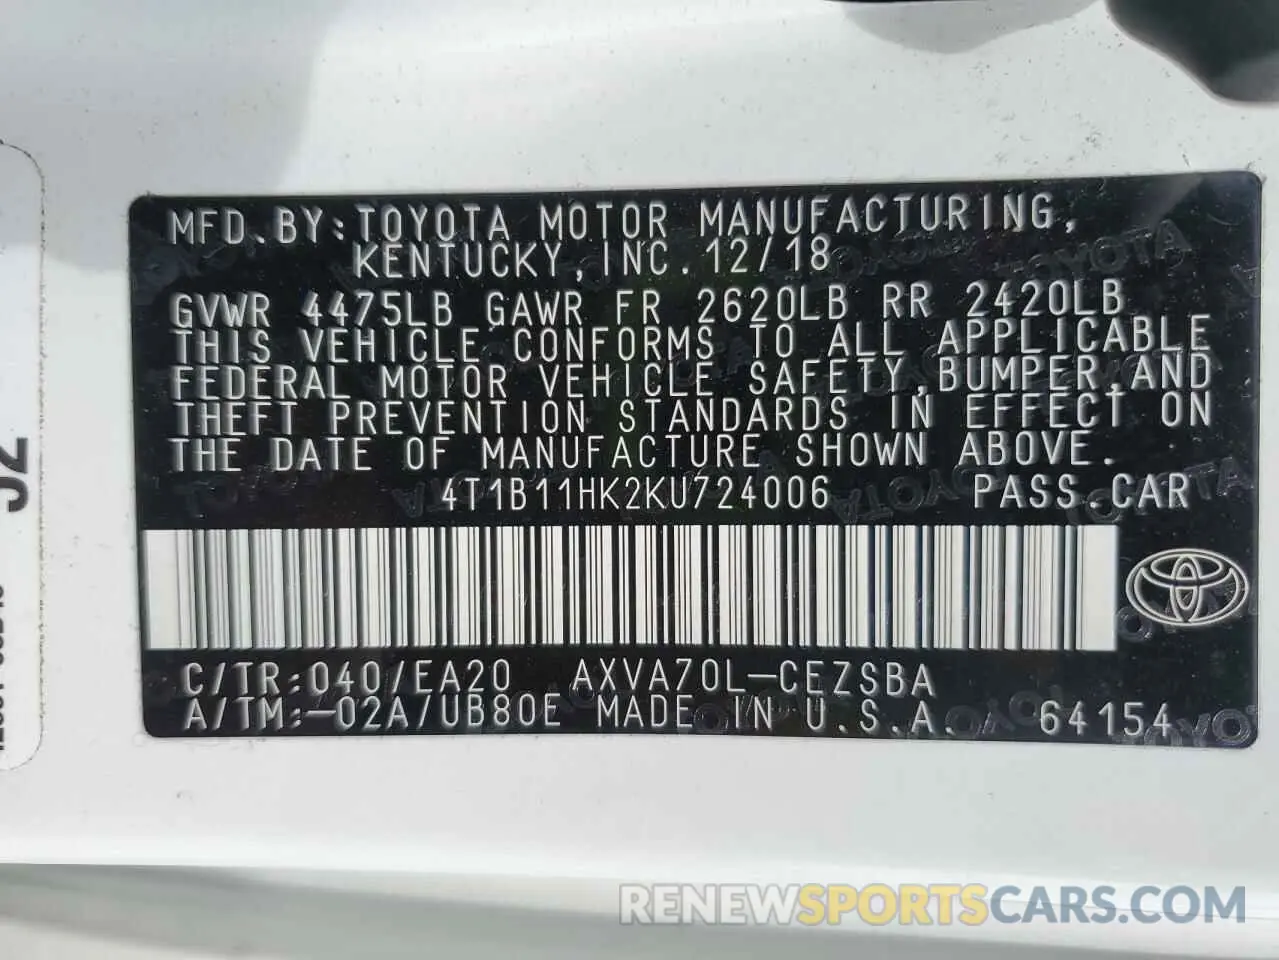 MFD. BY: TOYOTA MOTOR MANUFACTURING,
KENTUCKY, INC. 12/18
GVWR 4475LB GAWR FR 2620LB RR 2420LB
THIS VEHICLE CONFORMS TO ALL APPLICABLE
FEDERAL MOTOR VEHICLE SAFETY, BUMPER, AND
THEFT PREVENTION STANDARDS IN EFFECT ON
THE DATE OF MANUFACTURE SHOWN ABOVE.
4T1B11HK2KU724006 PASS. CAR
C/TR: 040/EA20 AXVA70L-CEZSBA
A/TM: -02A/UB80E MADE IN U.S.A. 64154
RENEWSPORTSCARS.COM